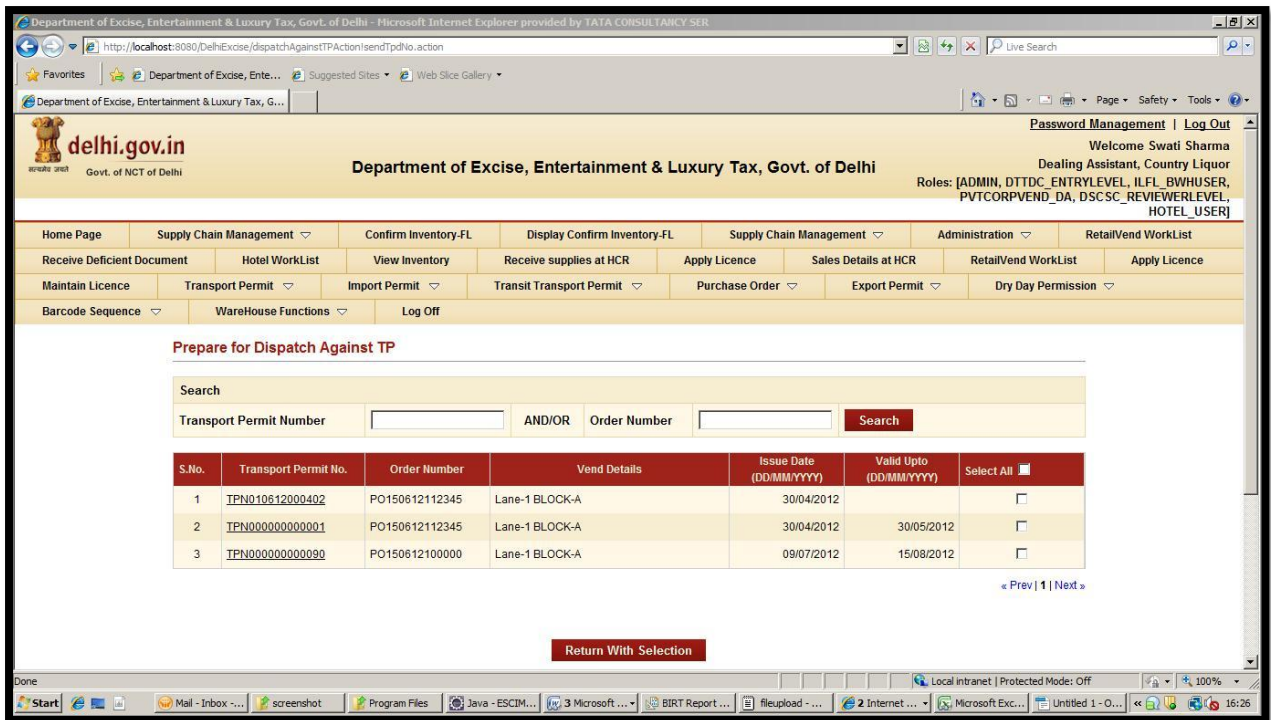 Department of Excise, Entertainment & Luxury Tax, Govt. of Delhi - Microsoft Internet Explorer provided by TATA CONSULTANCY SER
http://localhost:8080/DelhiExcise/dispatchAgainstTPAction!sendTpdNo.action
Live Search
Favorites Department of Excise, Ente... Suggested Sites Web Slice Gallery
Department of Excise, Entertainment & Luxury Tax, G... Page Safety Tools
Password Management | Log Out
delhi.gov.in
सत्यमेव जयते Govt. of NCT of Delhi
Department of Excise, Entertainment & Luxury Tax, Govt. of Delhi
Welcome Swati Sharma
Dealing Assistant, Country Liquor
Roles: [ADMIN, DTTDC_ENTRYLEVEL, ILFL_BWHUSER,
PVTCORPVEND_DA, DSCSC_REVIEWERLEVEL,
HOTEL_USER]
Home Page Supply Chain Management Confirm Inventory-FL Display Confirm Inventory-FL Supply Chain Management Administration RetailVend WorkList
Receive Deficient Document Hotel WorkList View Inventory Receive supplies at HCR Apply Licence Sales Details at HCR RetailVend WorkList Apply Licence
Maintain Licence Transport Permit Import Permit Transit Transport Permit Purchase Order Export Permit Dry Day Permission
Barcode Sequence WareHouse Functions Log Off
Prepare for Dispatch Against TP
Search
Transport Permit Number AND/OR Order Number Search
S.No. Transport Permit No. Order Number Vend Details Issue Date (DD/MM/YYYY) Valid Upto (DD/MM/YYYY) Select All
1 TPN010612000402 PO150612112345 Lane-1 BLOCK-A 30/04/2012
2 TPN000000000001 PO150612112345 Lane-1 BLOCK-A 30/04/2012 30/05/2012
3 TPN000000000090 PO150612100000 Lane-1 BLOCK-A 09/07/2012 15/08/2012
« Prev | 1 | Next »
Return With Selection
Done Local intranet | Protected Mode: Off 100%
Start Mail - Inbox -... screenshot Program Files Java - ESCIM... 3 Microsoft ... BIRT Report ... fileupload - ... 2 Internet ... Microsoft Exc... Untitled 1 - O... 16:26